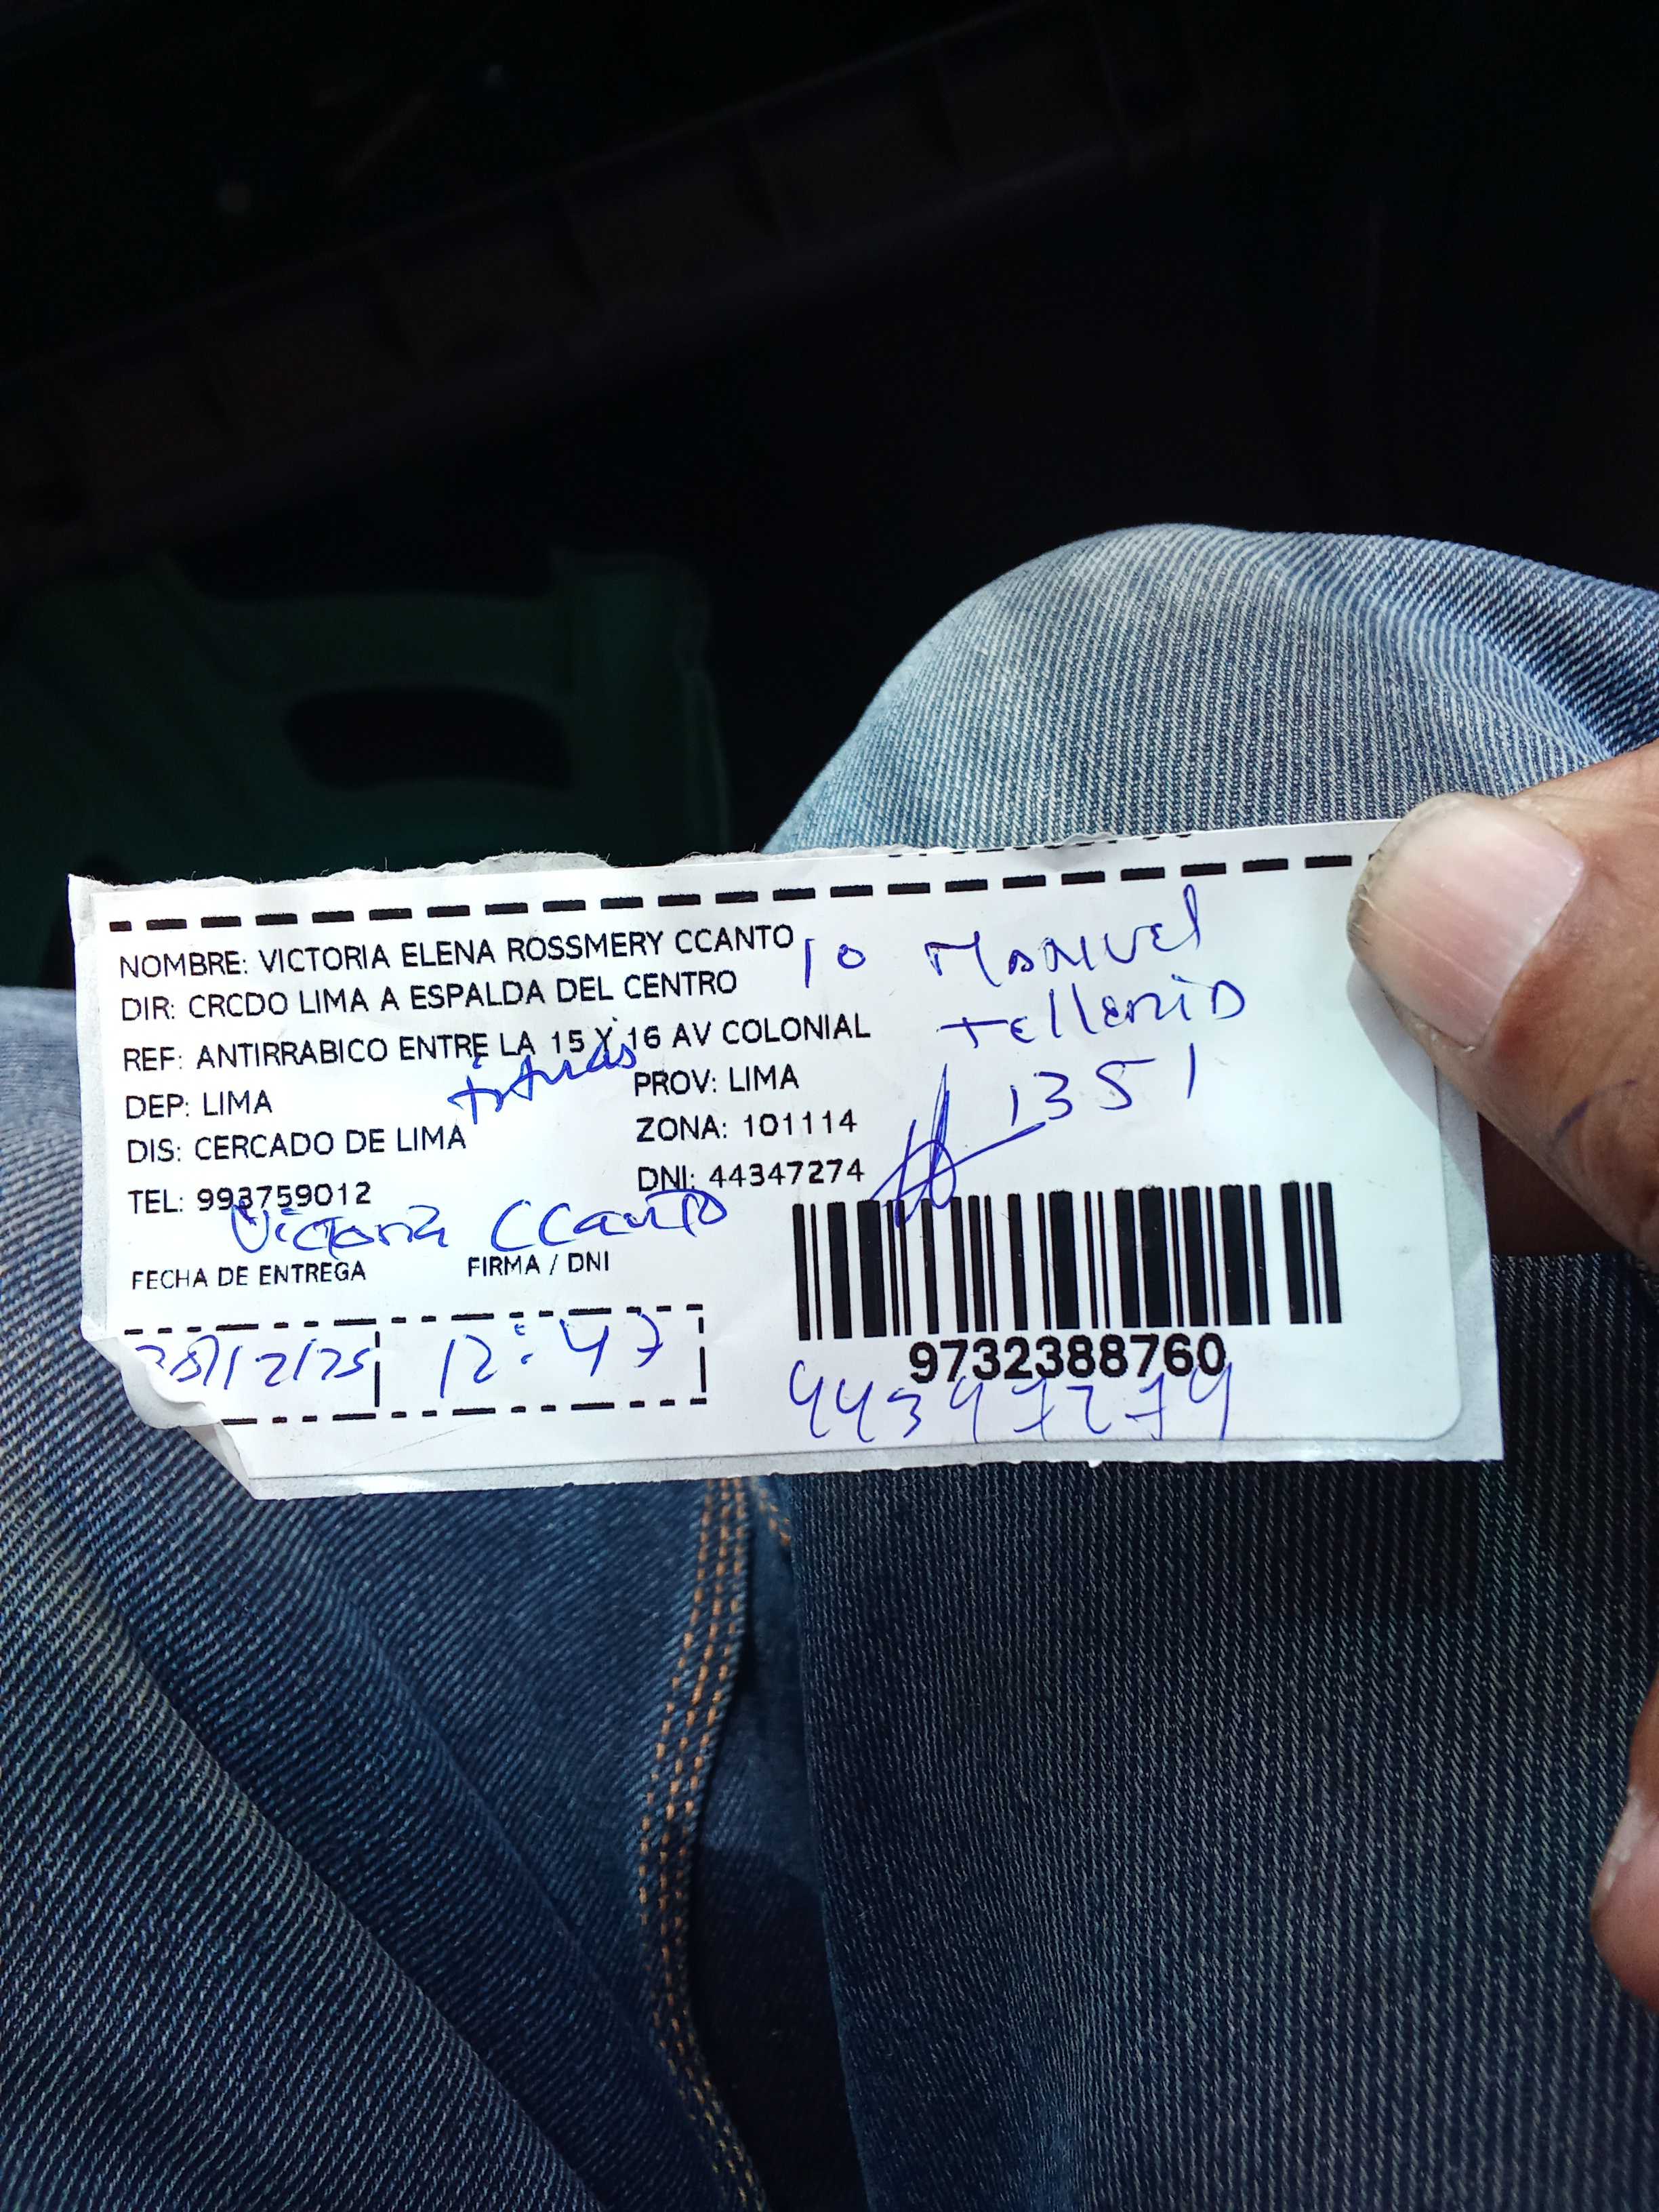 NOMBRE: VICTORIA ELENA ROSSMERY CCANTO
DIR: CRCDO LIMA A ESPALDA DEL CENTRO
REF: ANTIRRABICO ENTRE LA 15 Y 16 AV COLONIAL
DEP: LIMA PROV: LIMA
DIS: CERCADO DE LIMA ZONA: 101114
TEL: 993759012 DNI: 44347274
Victoria CCanto
FECHA DE ENTREGA FIRMA / DNI
12:47
10 Manuel
1351
9732388760
44347274